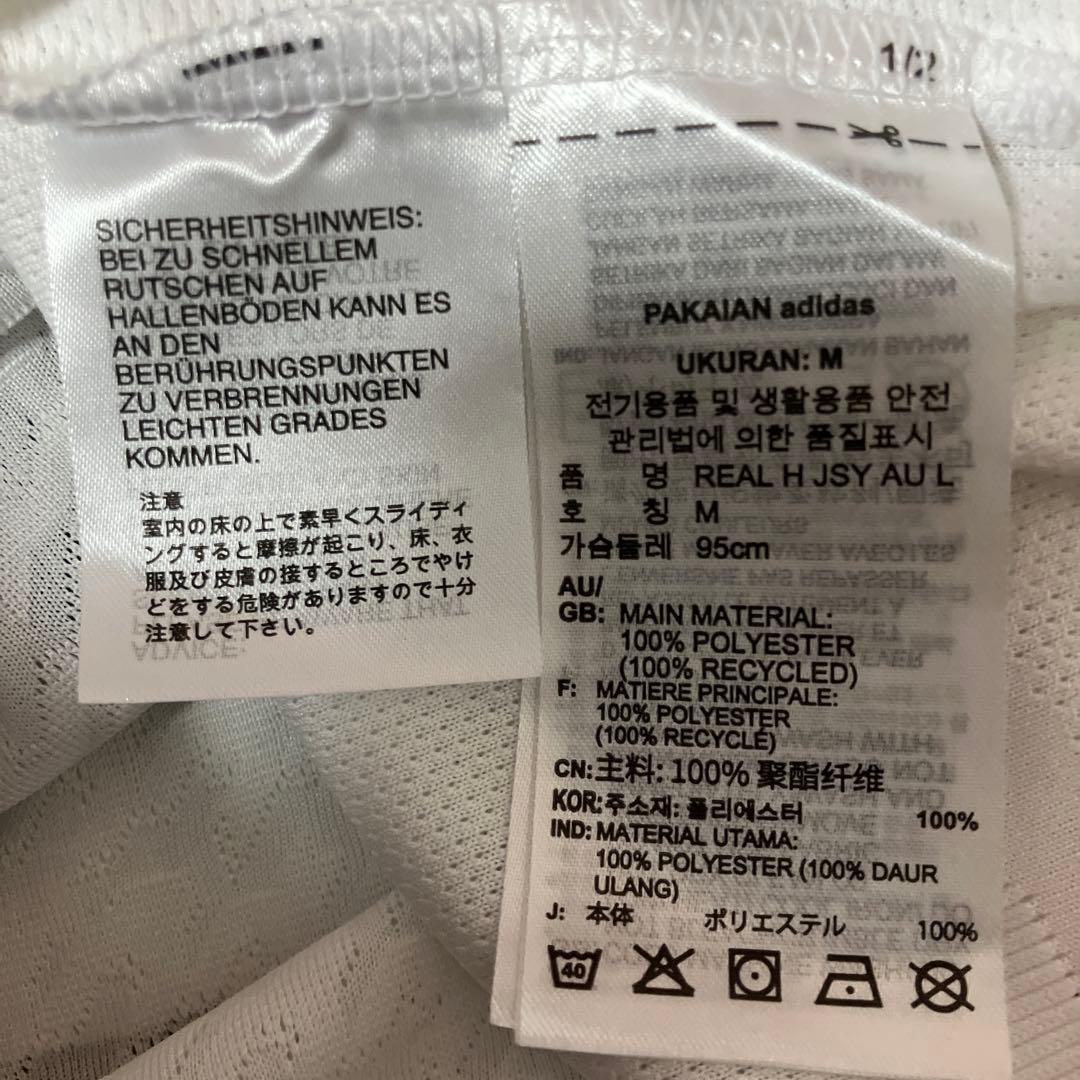 1/2
SICHERHEITSHINWEIS:
BEI ZU SCHNELLEM
RUTSCHEN AUF
HALLENBÖDEN KANN ES
AN DEN
BERÜHRUNGSPUNKTEN
ZU VERBRENNUNGEN
LEICHTEN GRADES
KOMMEN.
注意
室内の床の上で素早くスライディ
ングすると摩擦が起こり、床、衣
服及び皮膚の接するところでやけ
どをする危険がありますので十分
注意して下さい。
PAKAIAN adidas
UKURAN: M
전기용품 및 생활용품 안전
관리법에 의한 품질표시
품 명 REAL H JSY AU L
호 칭 M
가슴둘레 95cm
AU/
GB: MAIN MATERIAL:
100% POLYESTER
(100% RECYCLED)
F: MATIERE PRINCIPALE:
100% POLYESTER
(100% RECYCLÉ)
CN: 主料: 100% 聚酯纤维
KOR: 주소재: 폴리에스터 100%
IND: MATERIAL UTAMA:
100% POLYESTER (100% DAUR
ULANG)
J: 本体 ポリエステル 100%
40